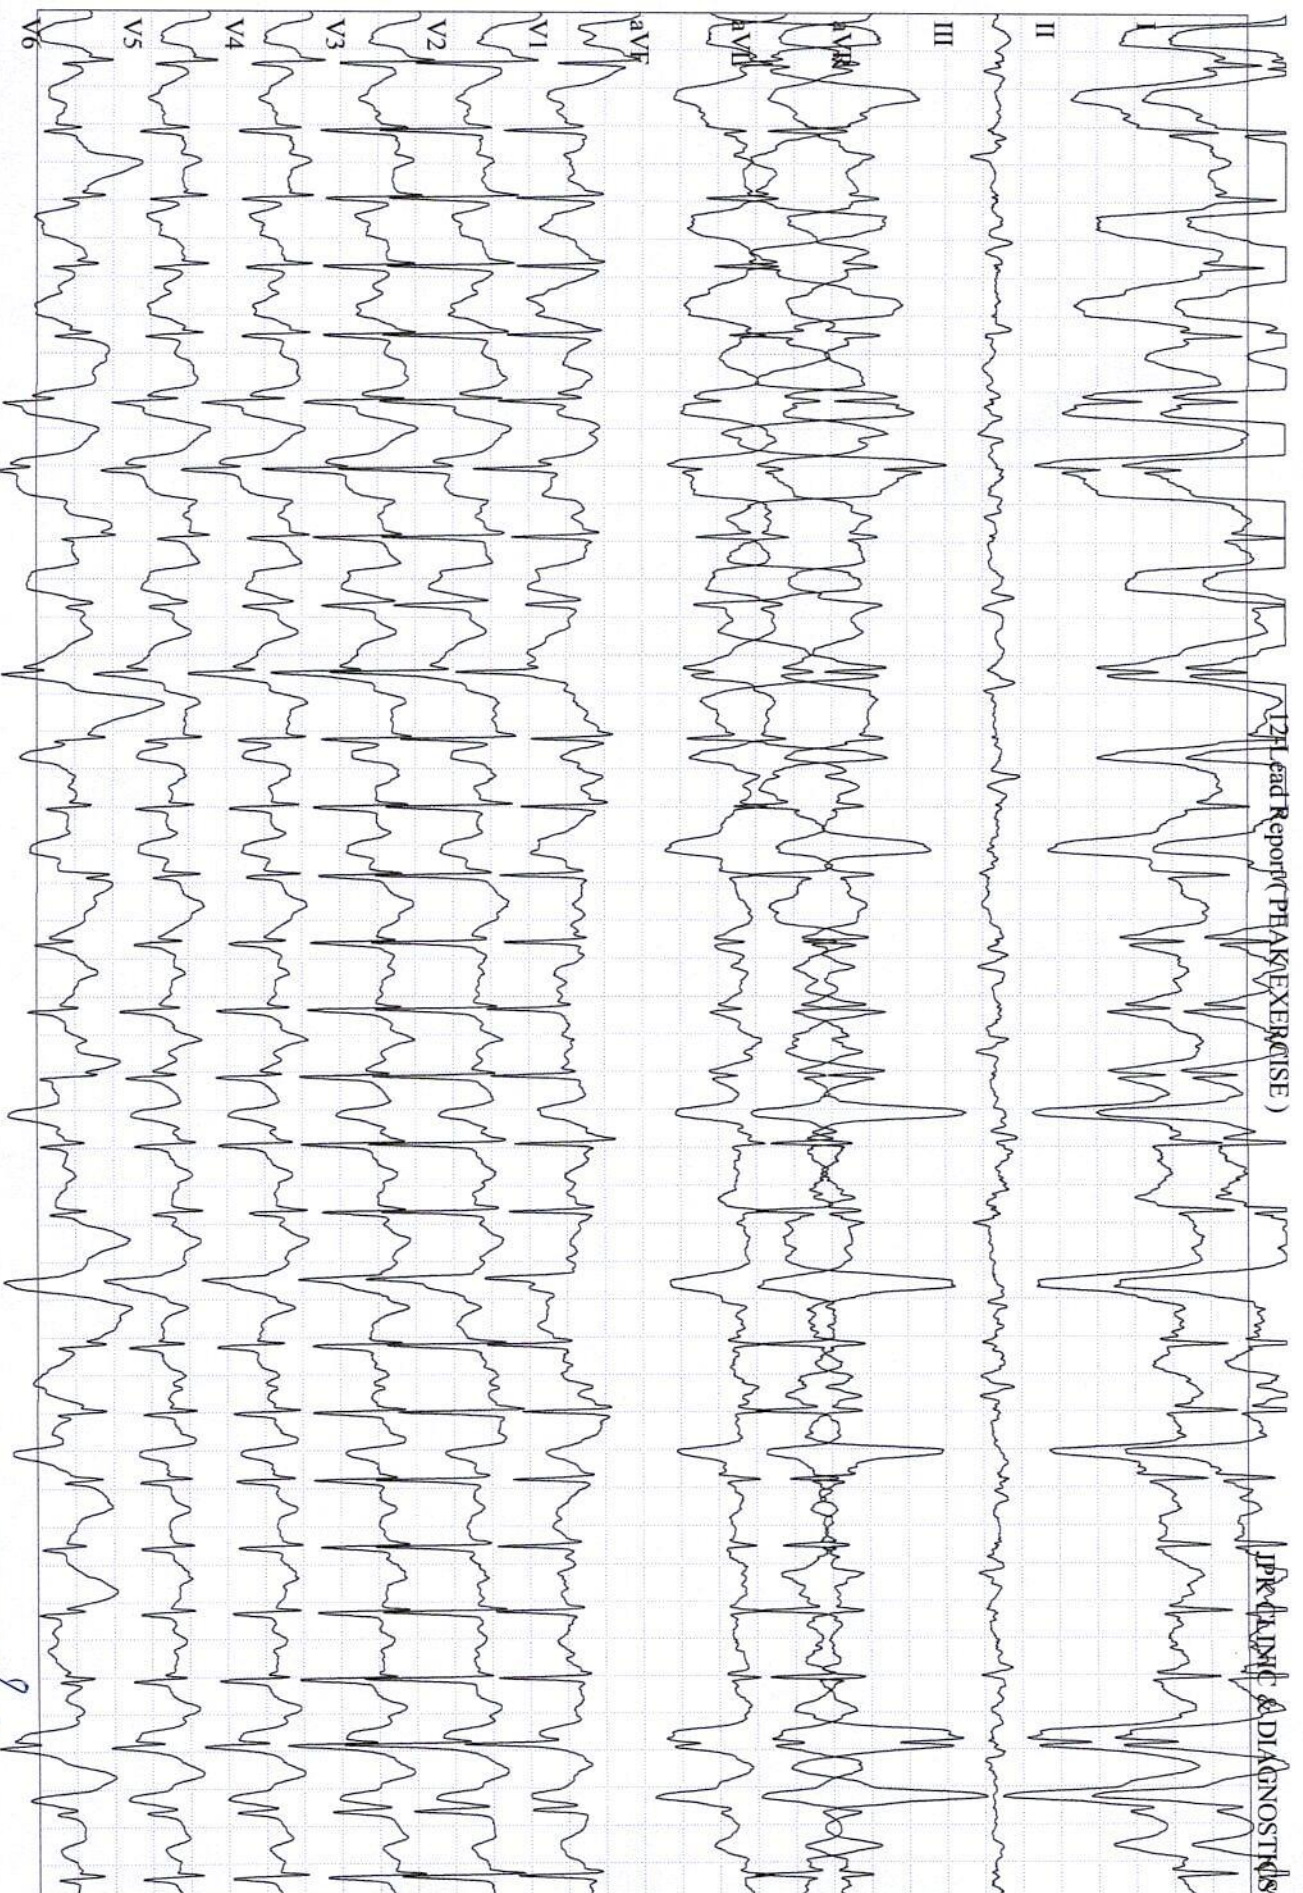 12-Lead Report ( PEAK EXERCISE )
JPR CLINIC & DIAGNOSTICS
I
II
III
aVR
aVL
aVF
V1
V2
V3
V4
V5
V6